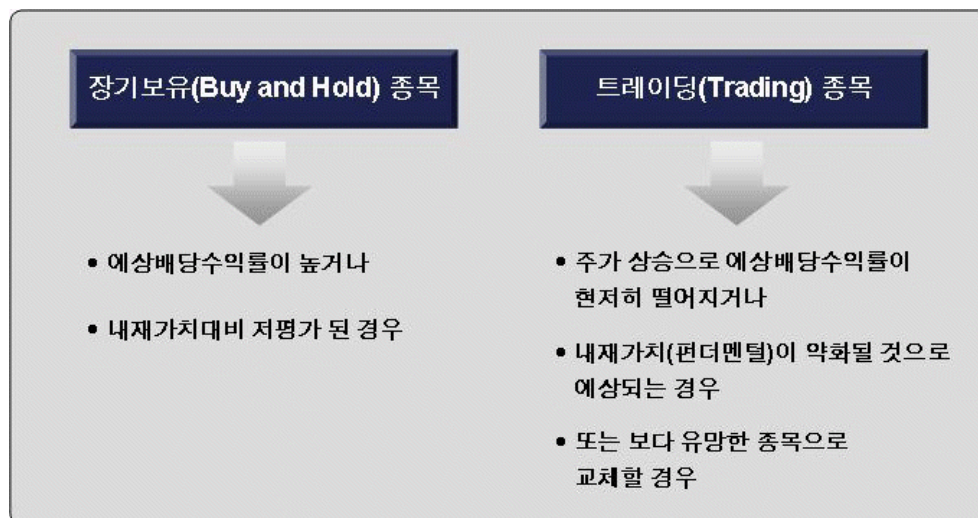 장기보유(Buy and Hold) 종목
• 예상배당수익률이 높거나
• 내재가치대비 저평가 된 경우
트레이딩(Trading) 종목
• 주가 상승으로 예상배당수익률이
현저히 떨어지거나
• 내재가치(펀더멘털)이 약화될 것으로
예상되는 경우
• 또는 보다 유망한 종목으로
교체할 경우